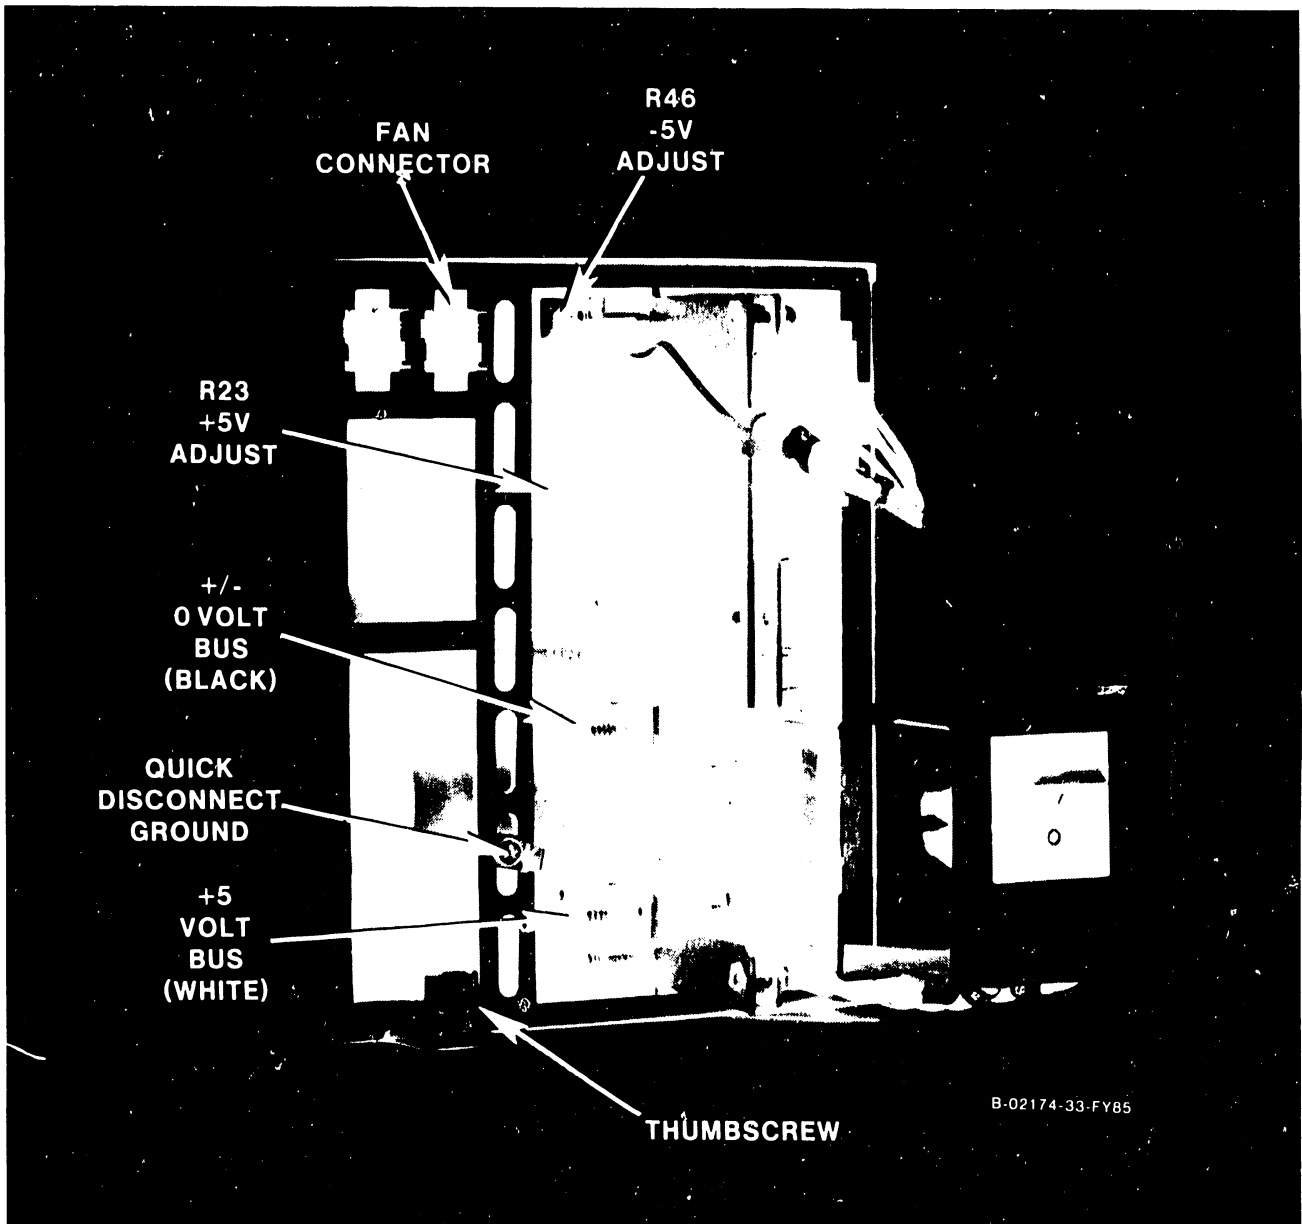 R46
-5V
ADJUST
FAN
CONNECTOR
R23
+5V
ADJUST
+/-
0 VOLT
BUS
(BLACK)
QUICK
DISCONNECT
GROUND
+5
VOLT
BUS
(WHITE)
B-02174-33-FY85
THUMBSCREW